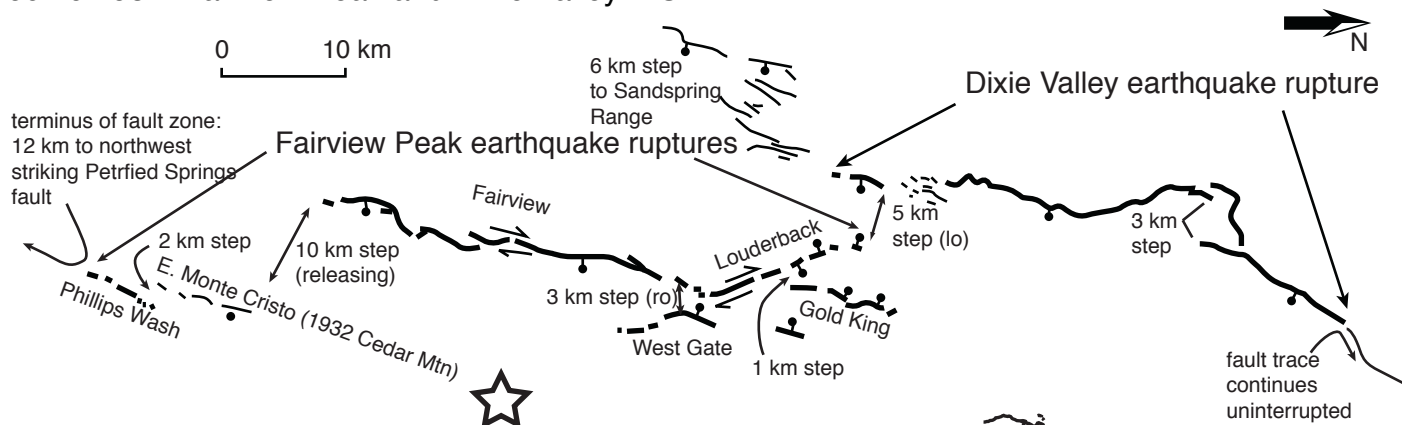 0 10 km
N
6 km step
to Sandspring
Range
Dixie Valley earthquake rupture
terminus of fault zone:
12 km to northwest
striking Petrfied Springs
fault
Fairview Peak earthquake ruptures
Fairview
2 km step
10 km step
(releasing)
E. Monte Cristo (1932 Cedar Mtn)
Phillips Wash
3 km step (ro)
Louderback
5 km
step (lo)
3 km
step
Gold King
West Gate
1 km step
fault trace
continues
uninterrupted